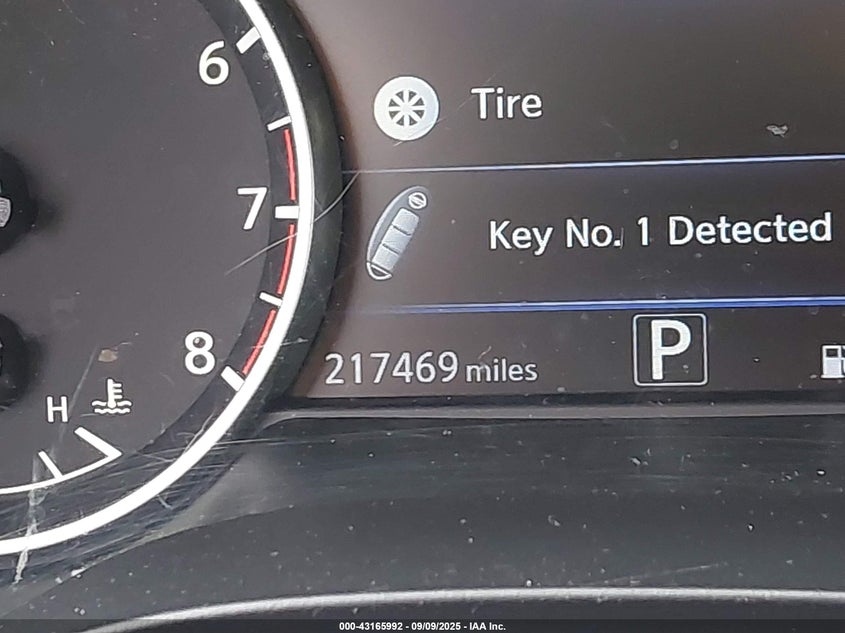 6
Tire
7
Key No. 1 Detected
8
217469 miles
P
H
000-43165992 - 09/09/2025 - IAA Inc.